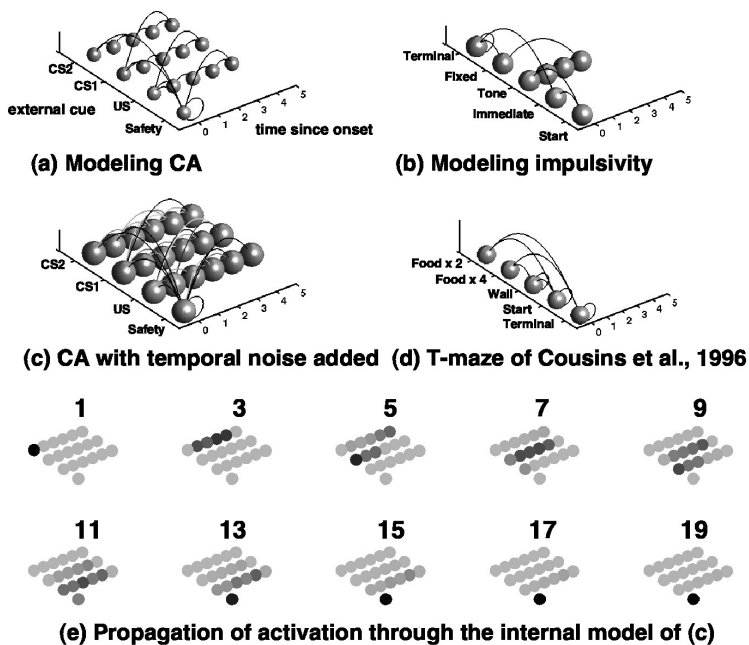 CS2
CS1
US
Safety
external cue
0 1 2 3 4 5
time since onset
(a) Modeling CA
Terminal
Fixed
Tone
Immediate
Start
0 1 2 3 4 5
(b) Modeling impulsivity
CS2
CS1
US
Safety
0 1 2 3 4 5
(c) CA with temporal noise added
Food x 2
Food x 4
Wall
Start
Terminal
0 1 2 3 4 5
(d) T-maze of Cousins et al., 1996
1 3 5 7 9
11 13 15 17 19
(e) Propagation of activation through the internal model of (c)